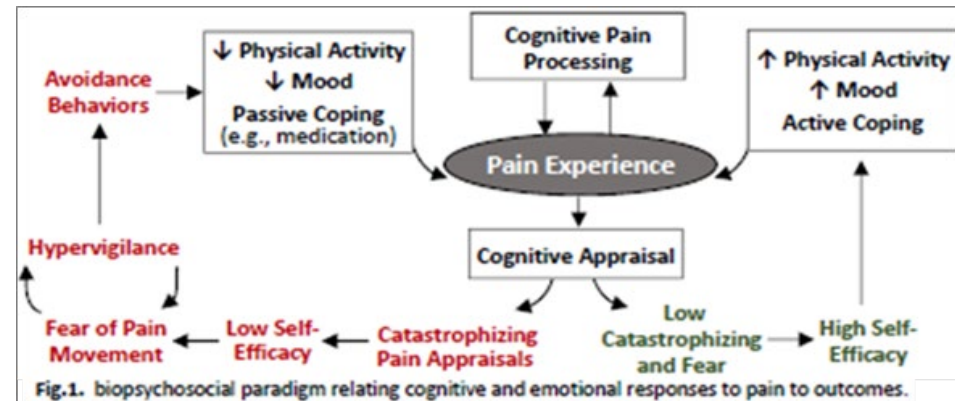 Avoidance
Behaviors
↓ Physical Activity
↓ Mood
Passive Coping
(e.g., medication)
Cognitive Pain
Processing
↑ Physical Activity
↑ Mood
Active Coping
Pain Experience
Cognitive Appraisal
Hypervigilance
Fear of Pain
Movement
Low Self-
Efficacy
Catastrophizing
Pain Appraisals
Low
Catastrophizing
and Fear
High Self-
Efficacy
Fig.1. biopsychosocial paradigm relating cognitive and emotional responses to pain to outcomes.